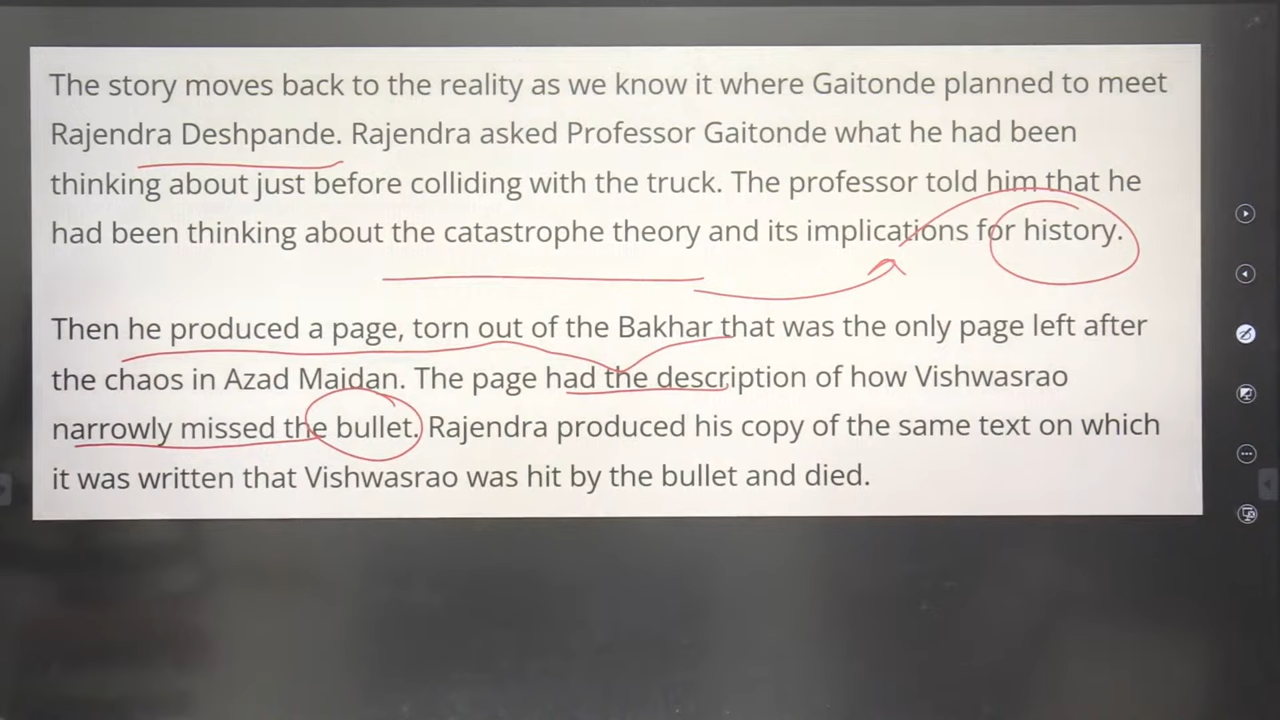 The story moves back to the reality as we know it where Gaitonde planned to meet
Rajendra Deshpande. Rajendra asked Professor Gaitonde what he had been
thinking about just before colliding with the truck. The professor told him that he
had been thinking about the catastrophe theory and its implications for history.
Then he produced a page, torn out of the Bakhar that was the only page left after
the chaos in Azad Maidan. The page had the description of how Vishwasrao
narrowly missed the bullet. Rajendra produced his copy of the same text on which
it was written that Vishwasrao was hit by the bullet and died.